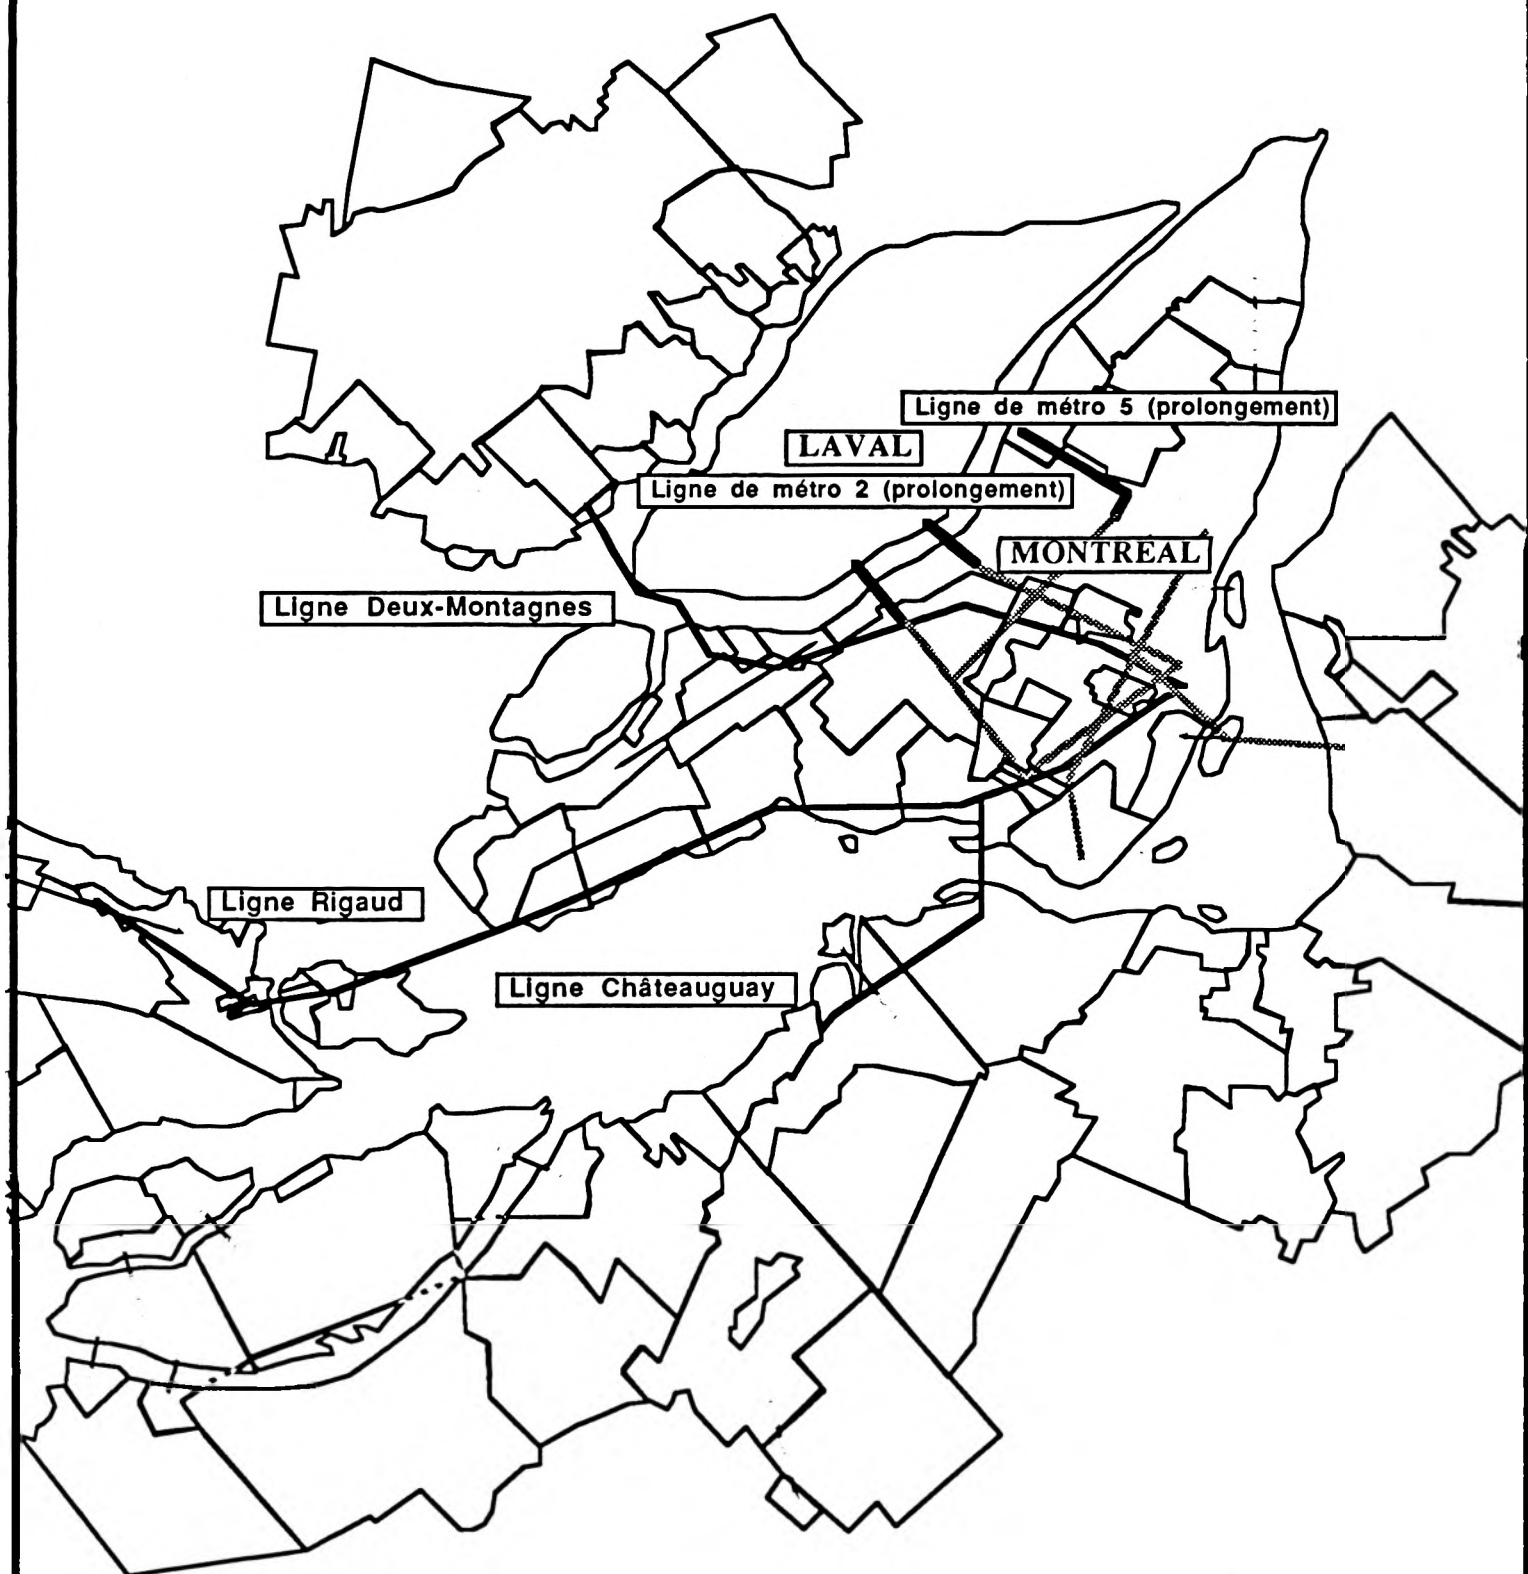 Ligne de métro 5 (prolongement)
LAVAL
Ligne de métro 2 (prolongement)
MONTREAL
Ligne Deux-Montagnes
Ligne Rigaud
Ligne Châteauguay